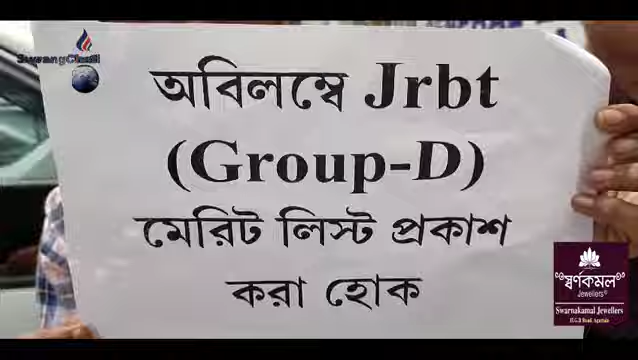 অবিলম্বে Jrbt
(Group-D)
মেরিট লিস্ট প্রকাশ
করা হোক
স্বর্ণকমল
Jewellers
Swarnakamal Jewellers